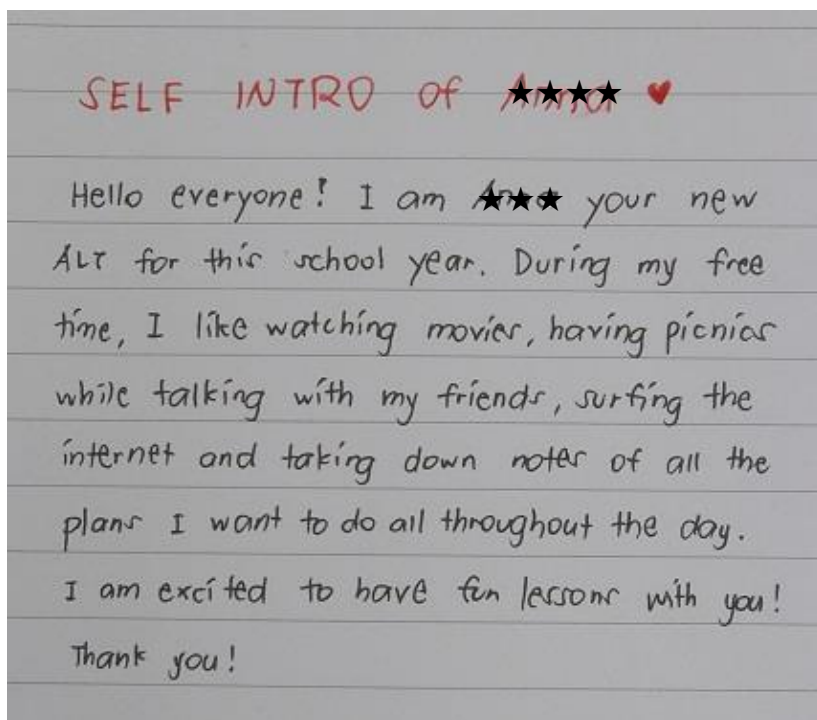 SELF INTRO of ★★★★ ♥
Hello everyone! I am ★★★ your new
ALT for this school year. During my free
time, I like watching movies, having picnics
while talking with my friends, surfing the
internet and taking down notes of all the
plans I want to do all throughout the day.
I am excited to have fun lessons with you!
Thank you!